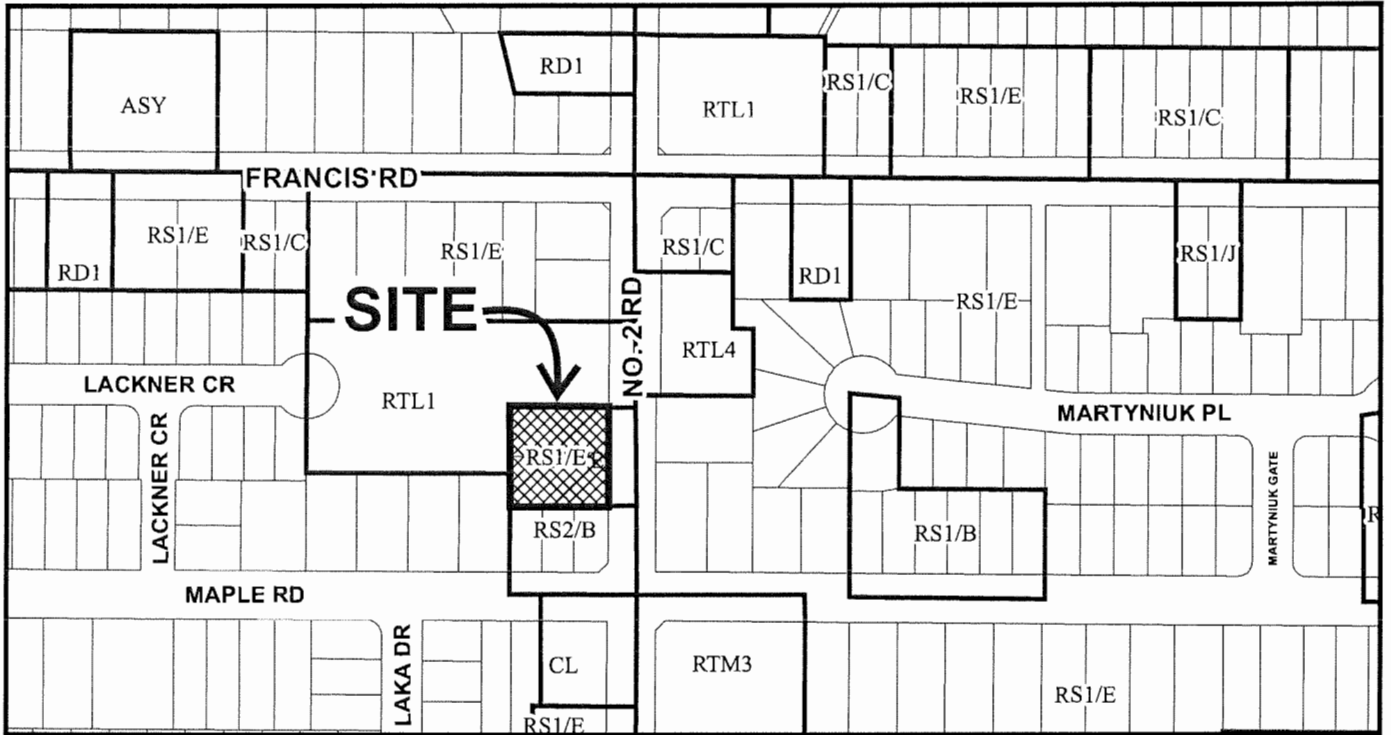 RD1
ASY
RTL1
RS1/C
RS1/E
RS1/C
FRANCIS RD
RS1/E
RS1/C
RS1/E
RD1
RS1/C
RD1
RS1/E
RS1/J
SITE
NO. 2 RD
RTL4
LACKNER CR
RTL1
MARTYNIUK PL
LACKNER CR
RS1/E
RS2/B
RS1/B
MARTYNIUK GATE
MAPLE RD
LAKA DR
CL
RTM3
RS1/E
RS1/E